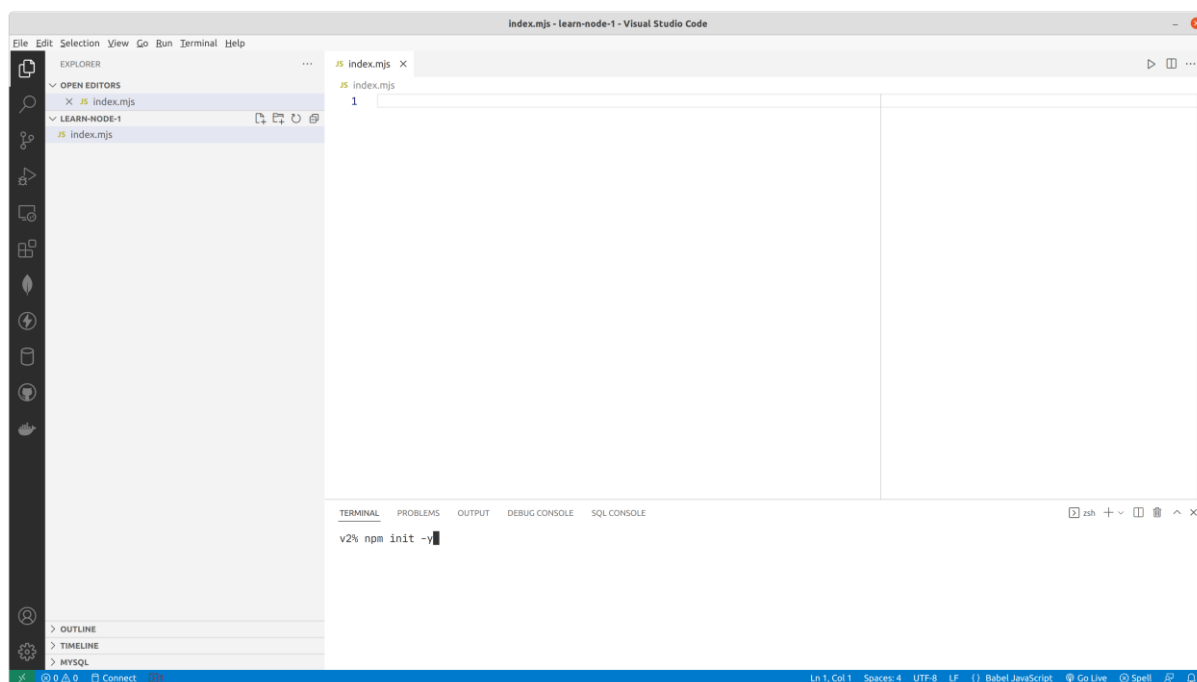 index.mjs - learn-node-1 - Visual Studio Code
File Edit Selection View Go Run Terminal Help
EXPLORER
OPEN EDITORS
JS index.mjs
LEARN-NODE-1
JS index.mjs
OUTLINE
TIMELINE
MYSQL
JS index.mjs
JS index.mjs
1
TERMINAL PROBLEMS OUTPUT DEBUG CONSOLE SQL CONSOLE
zsh
v2% npm init -y
0 0 Connect
Ln 1, Col 1 Spaces: 4 UTF-8 LF {} Babel JavaScript Go Live Spell